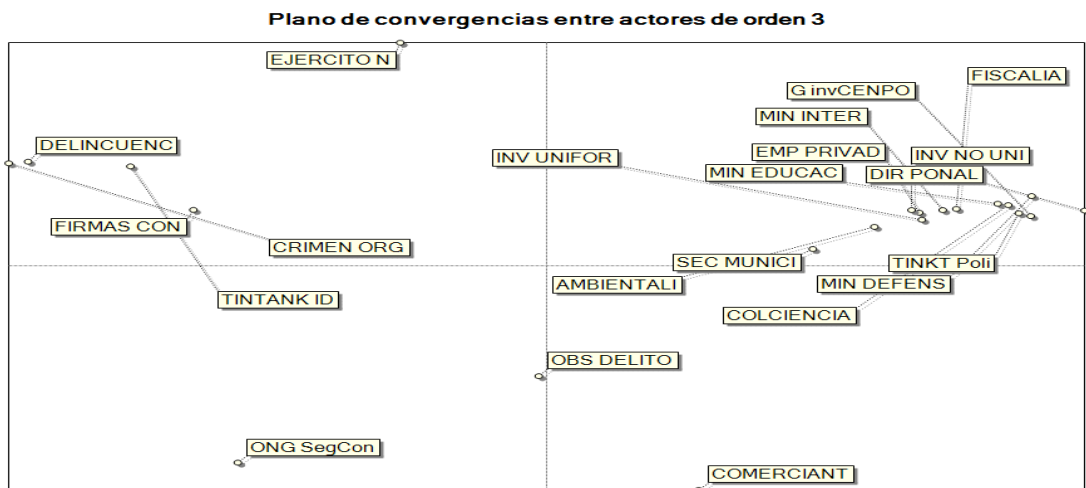 Plano de convergencias entre actores de orden 3
EJERCITO N
FISCALIA
G invCENPO
MIN INTER
DELINCUENC
INV UNIFOR
EMP PRIVAD
INV NO UNI
MIN EDUCAC
DIR PONAL
FIRMAS CON
CRIMEN ORG
SEC MUNICI
TINKT Poli
AMBIENTALI
MIN DEFENS
TINTANK ID
COLCIENCIA
OBS DELITO
ONG SegCon
COMERCIANT